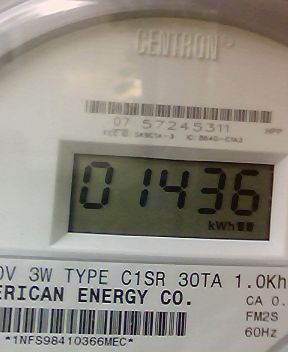 CENTRON®
07 57245311 HPP
01436
kWh
0V 3W TYPE C1SR 30TA 1.0Kh
ERICAN ENERGY CO. CA 0.
FM2S
60Hz
*1NFS98410366MEC*